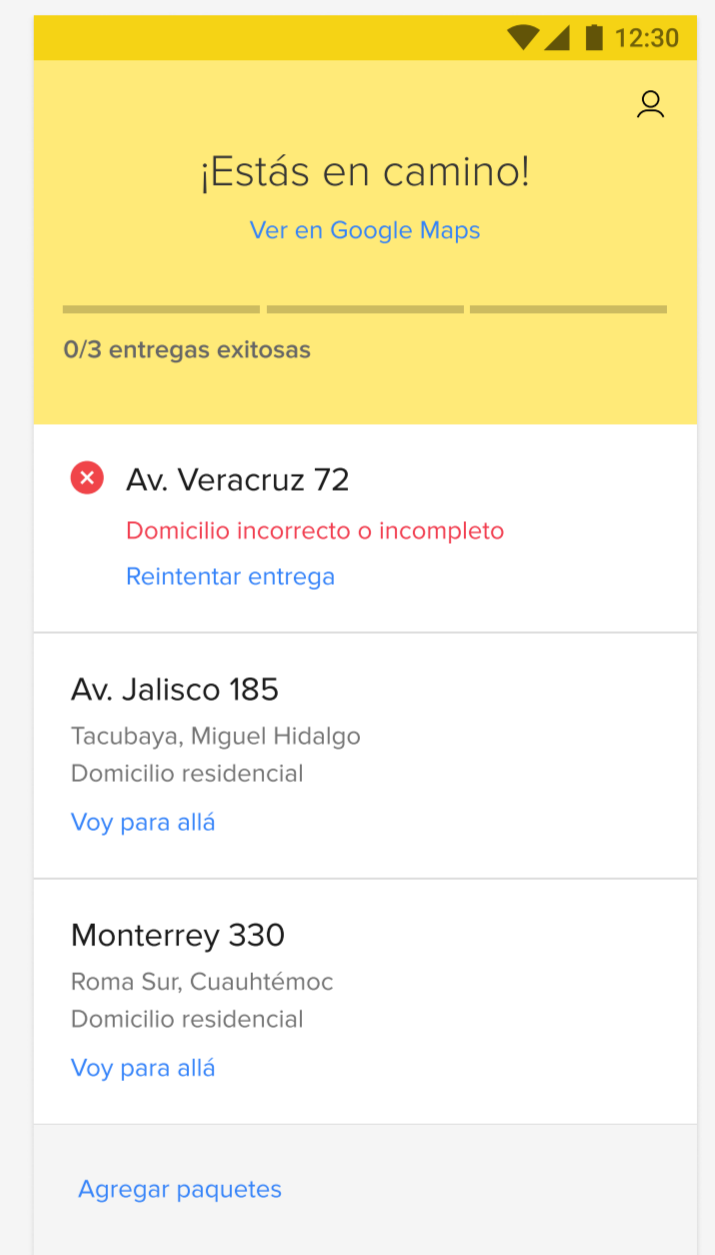 12:30
¡Estás en camino!
Ver en Google Maps
0/3 entregas exitosas
Av. Veracruz 72
Domicilio incorrecto o incompleto
Reintentar entrega
Av. Jalisco 185
Tacubaya, Miguel Hidalgo
Domicilio residencial
Voy para allá
Monterrey 330
Roma Sur, Cuauhtémoc
Domicilio residencial
Voy para allá
Agregar paquetes